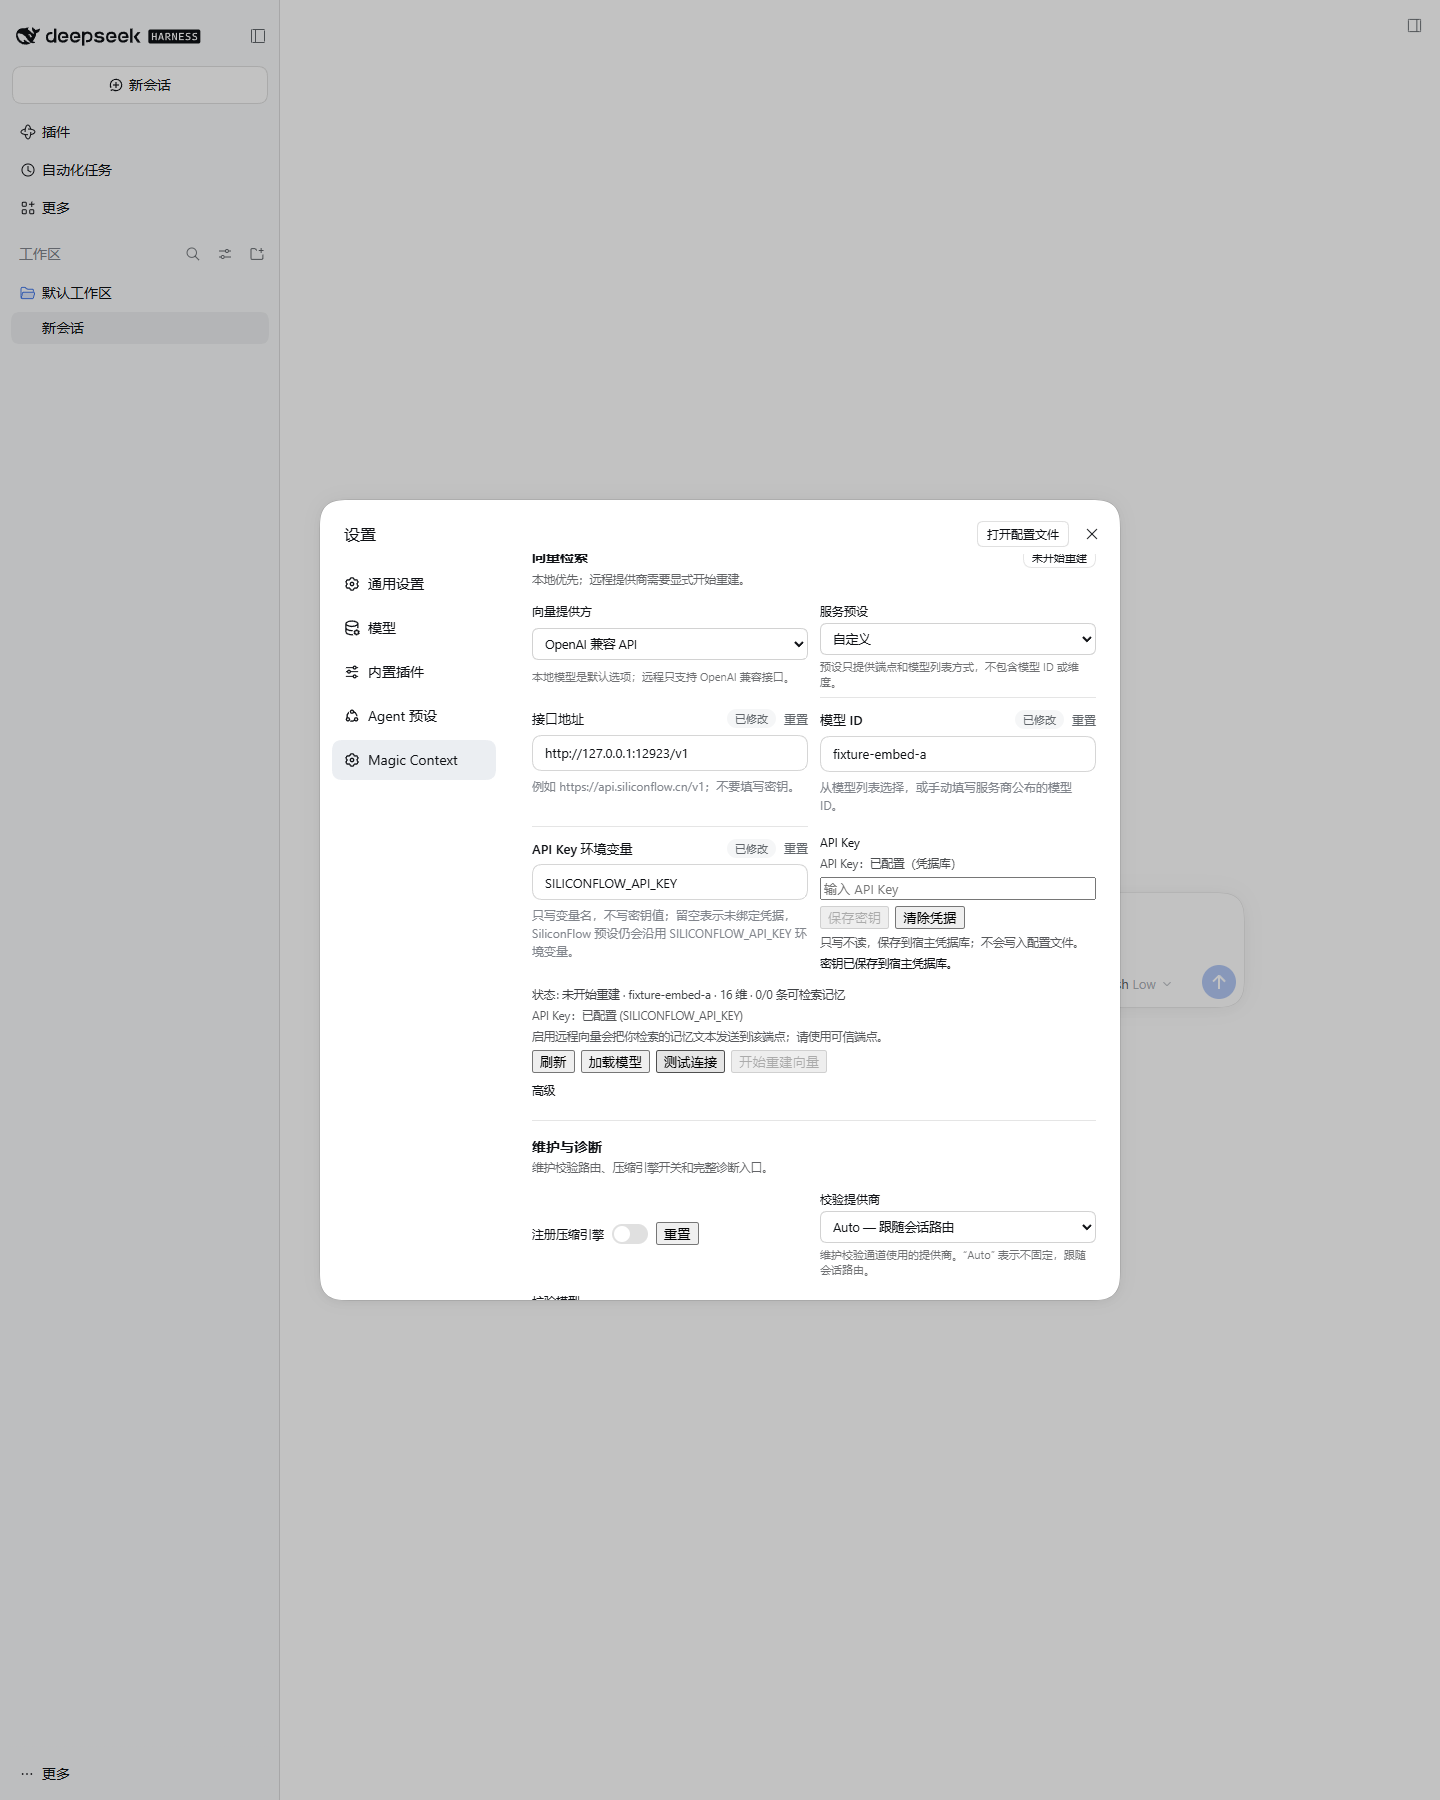 deepseek HARNESS
新会话
插件
自动化任务
更多
工作区
默认工作区
新会话
设置
打开配置文件
通用设置
模型
内置插件
Agent 预设
Magic Context
向量检索
未开始重建
本地优先；远程提供商需要显式开始重建。
向量提供方
OpenAI 兼容 API
本地模型是默认选项；远程只支持 OpenAI 兼容接口。
服务预设
自定义
预设只提供端点和模型列表方式，不包含模型 ID 或维
度。
接口地址
已修改
重置
http://127.0.0.1:12923/v1
例如 https://api.siliconflow.cn/v1；不要填写密钥。
模型 ID
已修改
重置
fixture-embed-a
从模型列表选择，或手动填写服务商公布的模型
ID。
API Key 环境变量
已修改
重置
SILICONFLOW_API_KEY
只写变量名，不写密钥值；留空表示未绑定凭据，
SiliconFlow 预设仍会沿用 SILICONFLOW_API_KEY 环
境变量。
API Key
API Key：已配置（凭据库）
输入 API Key
保存密钥
清除凭据
只写不读，保存到宿主凭据库；不会写入配置文件。
密钥已保存到宿主凭据库。
状态: 未开始重建 · fixture-embed-a · 16 维 · 0/0 条可检索记忆
API Key：已配置 (SILICONFLOW_API_KEY)
启用远程向量会把你检索的记忆文本发送到该端点；请使用可信端点。
刷新
加载模型
测试连接
开始重建向量
高级
维护与诊断
维护校验路由、压缩引擎开关和完整诊断入口。
注册压缩引擎
重置
校验提供商
Auto — 跟随会话路由
维护校验通道使用的提供商。"Auto" 表示不固定，跟随
会话路由。
校验模型
sh Low
更多